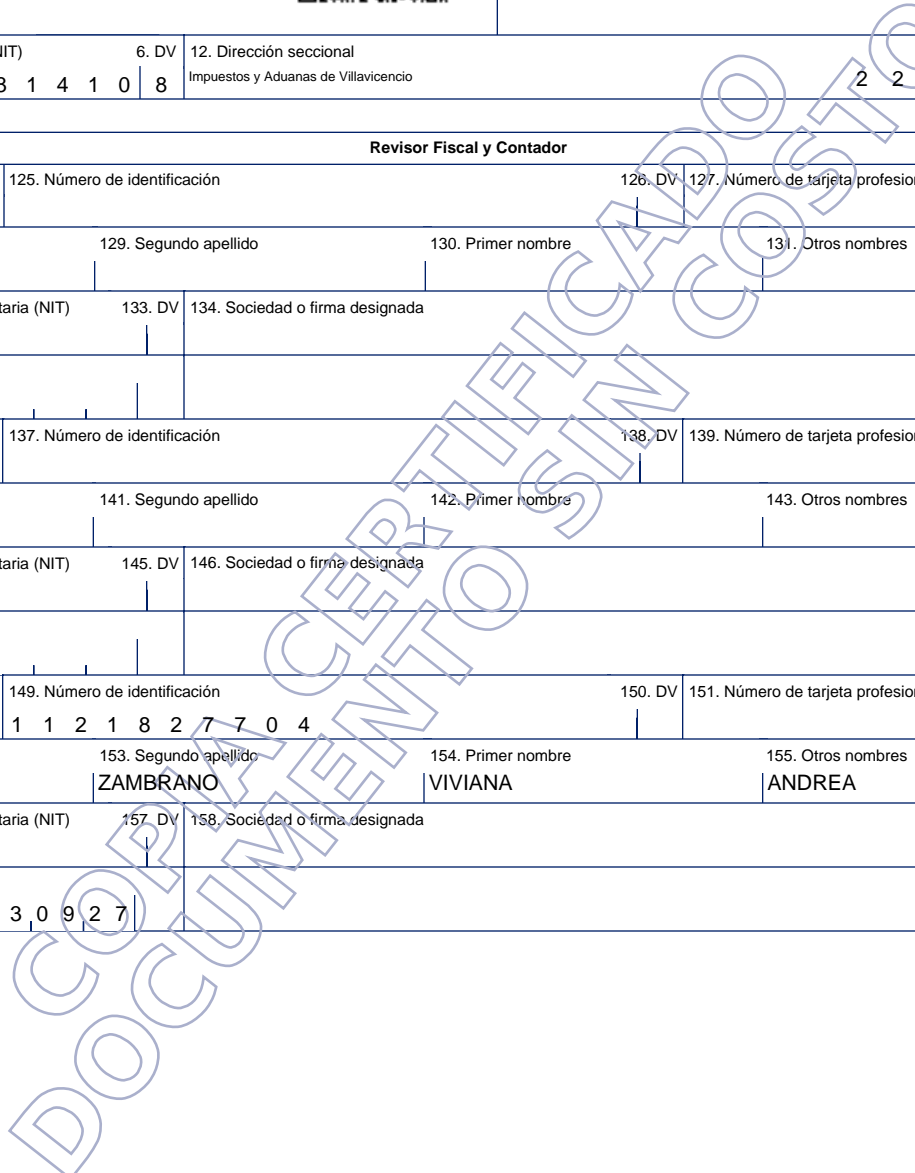 NIT) 6. DV 12. Dirección seccional
3 1 4 1 0 8 Impuestos y Aduanas de Villavicencio 2 2
Revisor Fiscal y Contador
125. Número de identificación 126. DV 127. Número de tarjeta profesion
129. Segundo apellido 130. Primer nombre 131. Otros nombres
taria (NIT) 133. DV 134. Sociedad o firma designada
137. Número de identificación 138. DV 139. Número de tarjeta profesion
141. Segundo apellido 142. Primer nombre 143. Otros nombres
taria (NIT) 145. DV 146. Sociedad o firma designada
149. Número de identificación 150. DV 151. Número de tarjeta profesion
1 1 2 1 8 2 7 7 0 4
153. Segundo apellido 154. Primer nombre 155. Otros nombres
ZAMBRANO VIVIANA ANDREA
taria (NIT) 157. DV 158. Sociedad o firma designada
3 0 9 2 7
COPIA CERTIFICADO
DOCUMENTO SIN COSTO